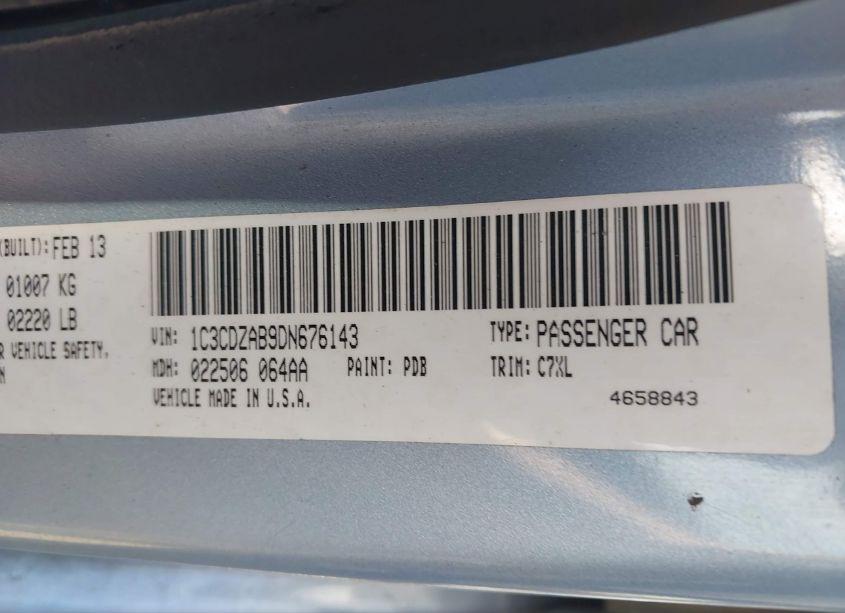 (BUILT): FEB 13
01007 KG
02220 LB
R VEHICLE SAFETY,
N
VIN: 1C3CDZAB9DN676143 TYPE: PASSENGER CAR
MDH: 022506 064AA PAINT: PDB TRIM: C7XL
VEHICLE MADE IN U.S.A. 4658843